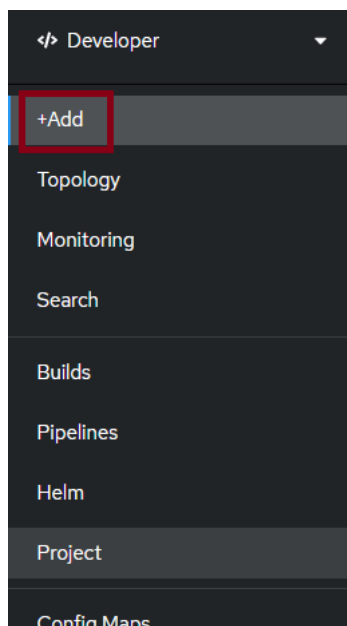 </> Developer
+Add
Topology
Monitoring
Search
Builds
Pipelines
Helm
Project
Config Maps